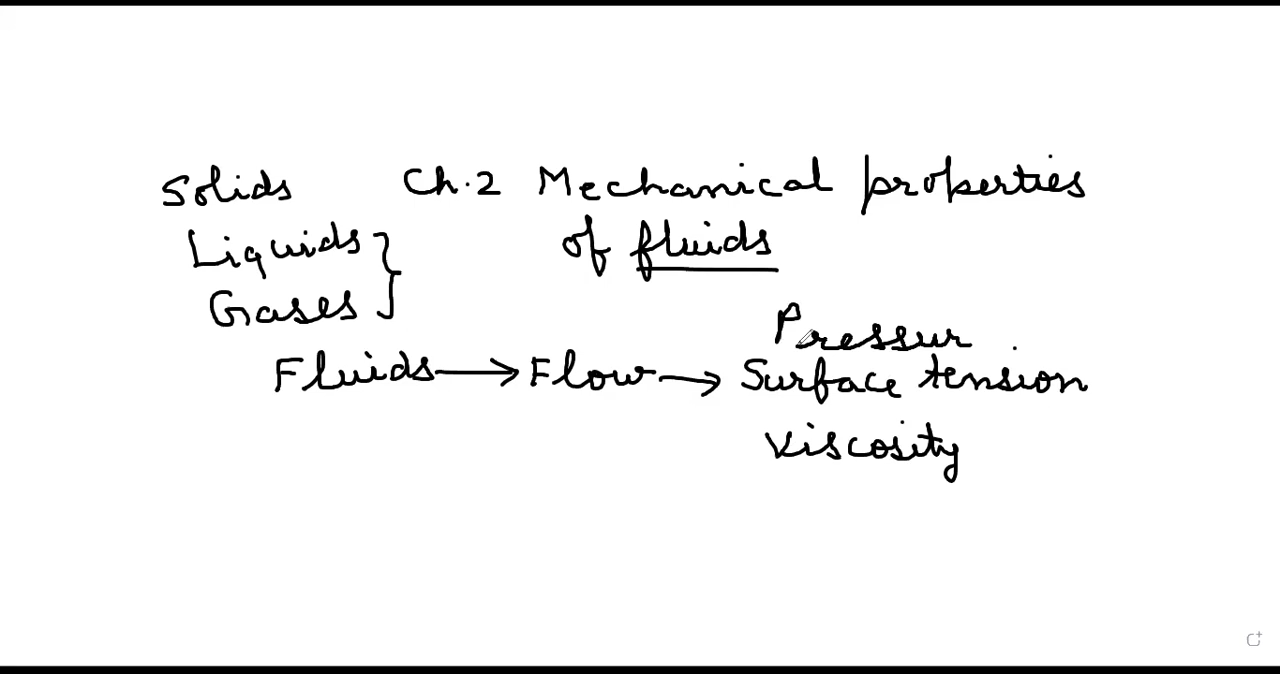 Solids Ch.2 Mechanical properties
Liquids of fluids
Gases
Pressur
Fluids → Flow → Surface tension
Viscosity